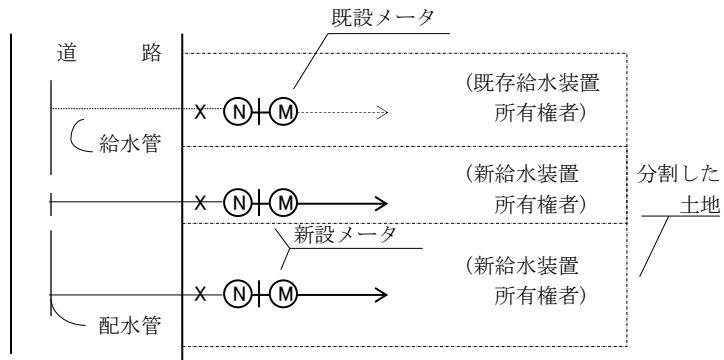 既設メータ
道 路
(既存給水装置
所有権者)
X N M
給水管
(新給水装置
所有権者)
分割した
土地
X N M
新設メータ
(新給水装置
所有権者)
X N M
配水管